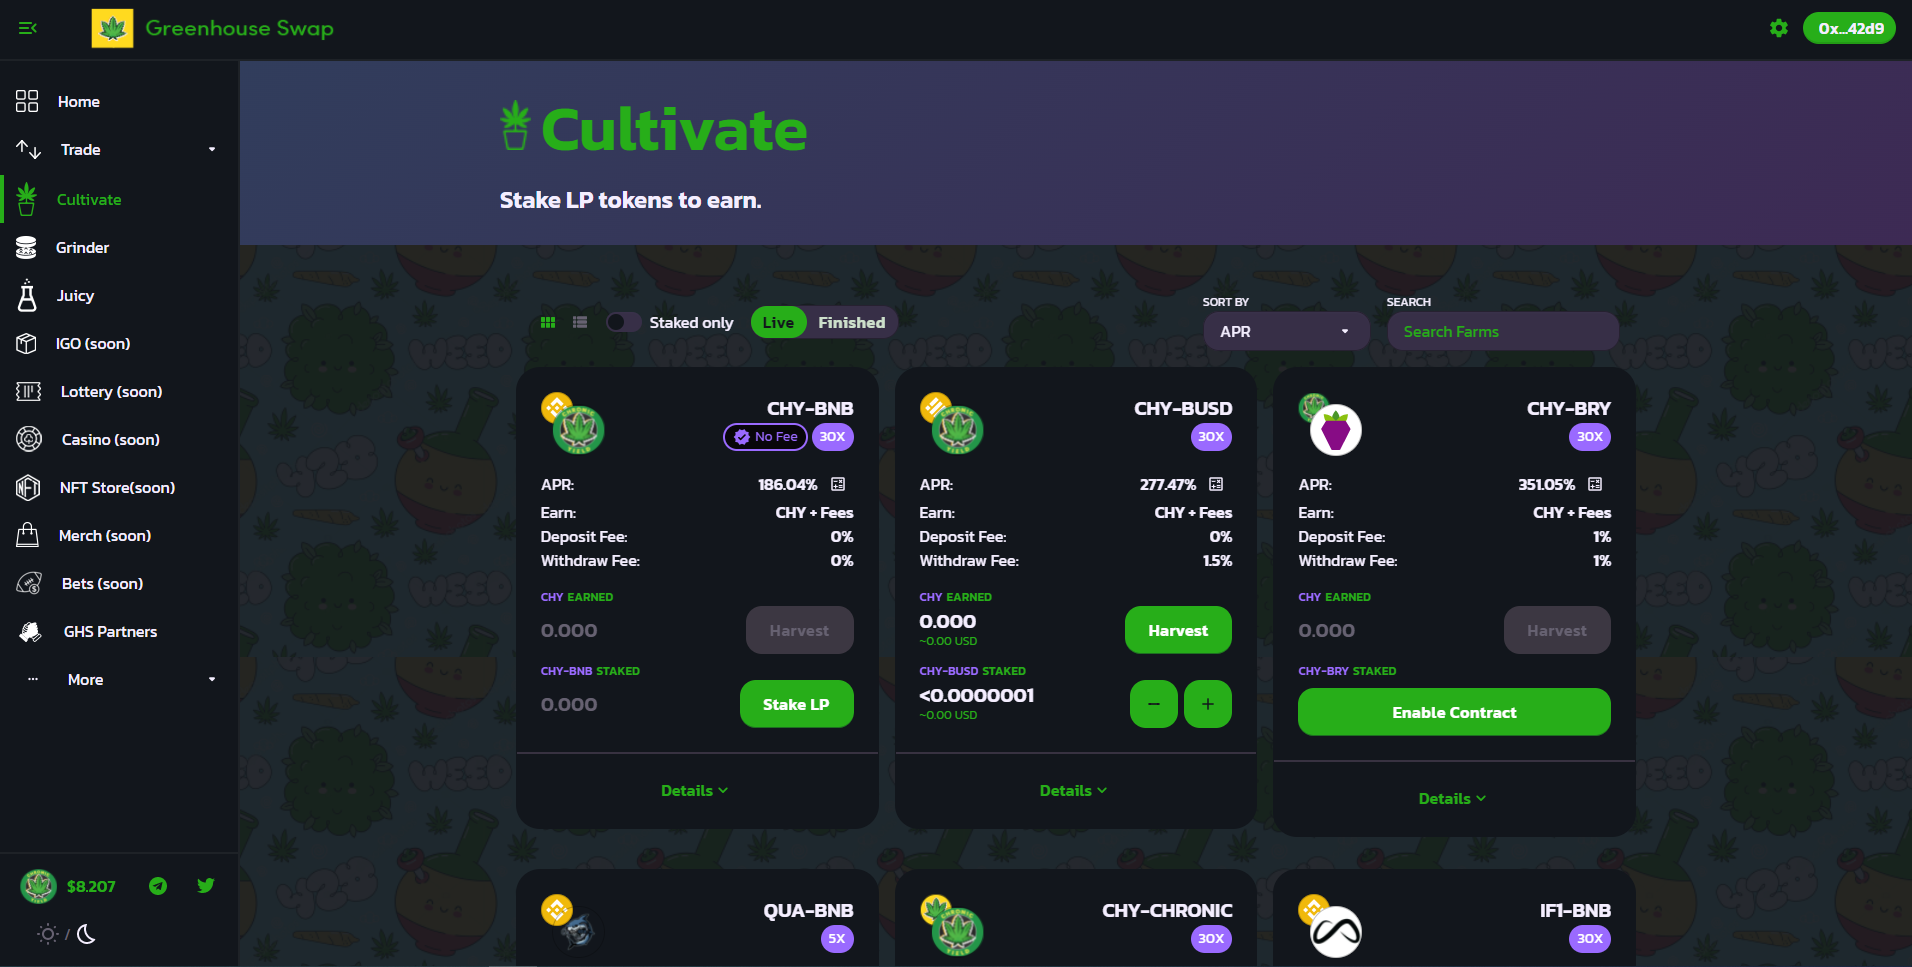 Greenhouse Swap
0x...42d9
Home
Trade
Cultivate
Grinder
Juicy
IGO (soon)
Lottery (soon)
Casino (soon)
NFT Store(soon)
Merch (soon)
Bets (soon)
GHS Partners
More
$8.207
/
Cultivate
Stake LP tokens to earn.
Staked only
Live
Finished
SORT BY
APR
SEARCH
Search Farms
CHY-BNB
No Fee
30X
APR:
186.04%
Earn:
CHY + Fees
Deposit Fee:
0%
Withdraw Fee:
0%
CHY EARNED
0.000
Harvest
CHY-BNB STAKED
0.000
Stake LP
Details
CHY-BUSD
30X
APR:
277.47%
Earn:
CHY + Fees
Deposit Fee:
0%
Withdraw Fee:
1.5%
CHY EARNED
0.000
~0.00 USD
Harvest
CHY-BUSD STAKED
<0.0000001
~0.00 USD
−
+
Details
CHY-BRY
30X
APR:
351.05%
Earn:
CHY + Fees
Deposit Fee:
1%
Withdraw Fee:
1%
CHY EARNED
0.000
Harvest
CHY-BRY STAKED
Enable Contract
Details
QUA-BNB
5X
CHY-CHRONIC
30X
IF1-BNB
30X